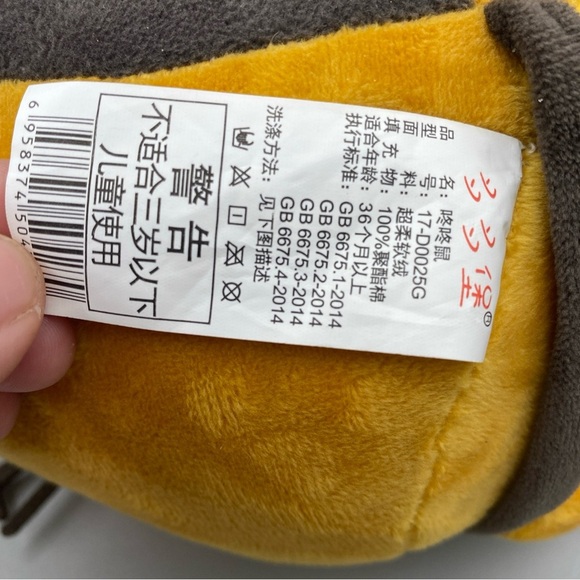 多多堡®
品 名：咚咚鼠
型 号：17-D0025G
面 料：超柔软绒
填 充 物：100%聚酯棉
适合年龄：36个月以上
执行标准：GB 6675.1-2014
GB 6675.2-2014
GB 6675.3-2014
GB 6675.4-2014
洗涤方法：见下图描述
警告
不适合三岁以下
儿童使用